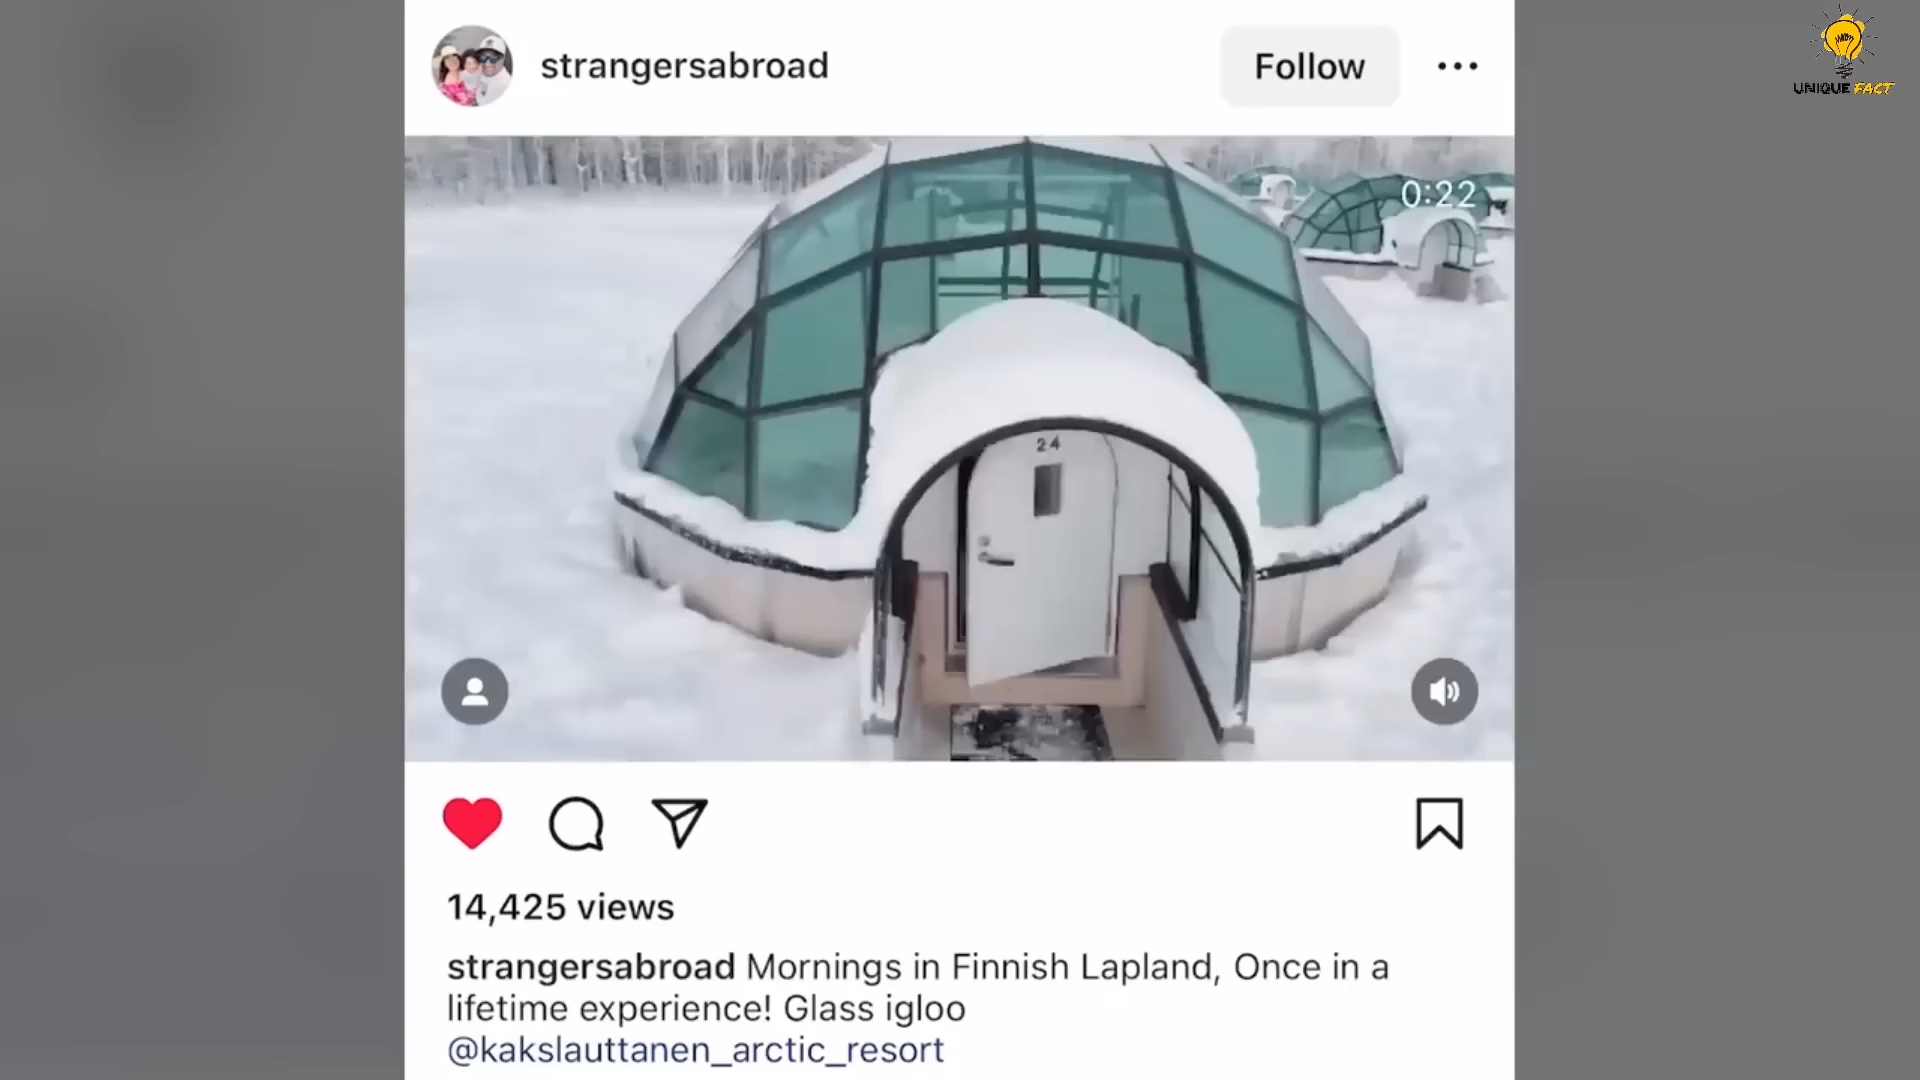 strangersabroad
Follow
UNIQUE FACT
0:22
24
14,425 views
strangersabroad Mornings in Finnish Lapland, Once in a
lifetime experience! Glass igloo
@kakslauttanen_arctic_resort